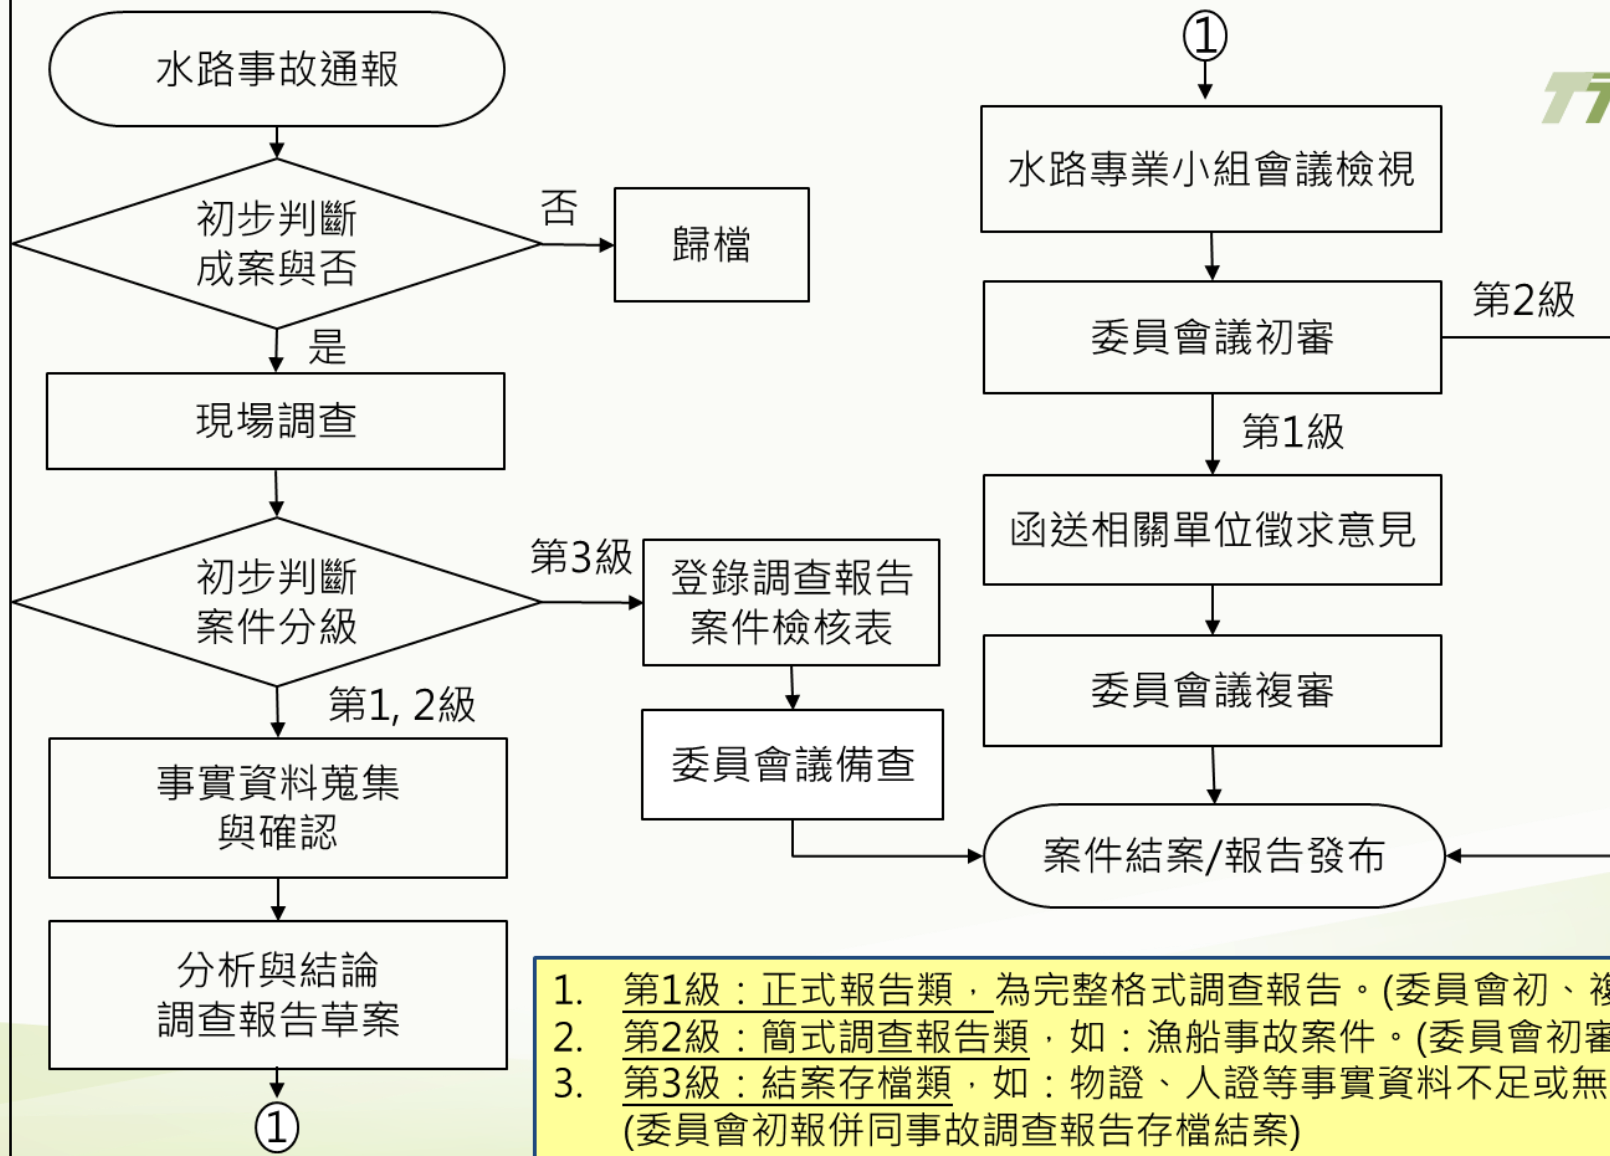 水路事故通報
初步判斷
成案與否
否
歸檔
是
現場調查
初步判斷
案件分級
第3級
登錄調查報告
案件檢核表
委員會議備查
第1, 2級
事實資料蒐集
與確認
分析與結論
調查報告草案
1
1
水路專業小組會議檢視
委員會議初審
第2級
第1級
函送相關單位徵求意見
委員會議複審
案件結案/報告發布
1. 第1級：正式報告類，為完整格式調查報告。(委員會初、複
2. 第2級：簡式調查報告類，如：漁船事故案件。(委員會初審
3. 第3級：結案存檔類，如：物證、人證等事實資料不足或無
(委員會初報併同事故調查報告存檔結案)